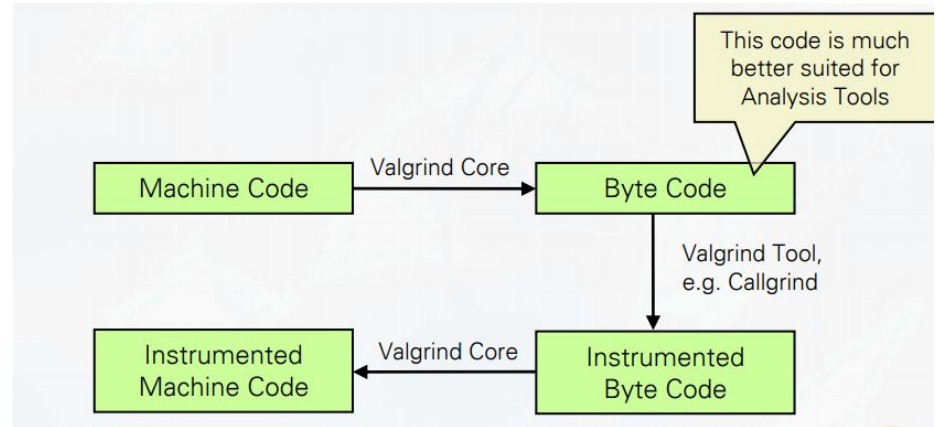 This code is much
better suited for
Analysis Tools
Machine Code
Valgrind Core
Byte Code
Valgrind Tool,
e.g. Callgrind
Instrumented
Machine Code
Valgrind Core
Instrumented
Byte Code